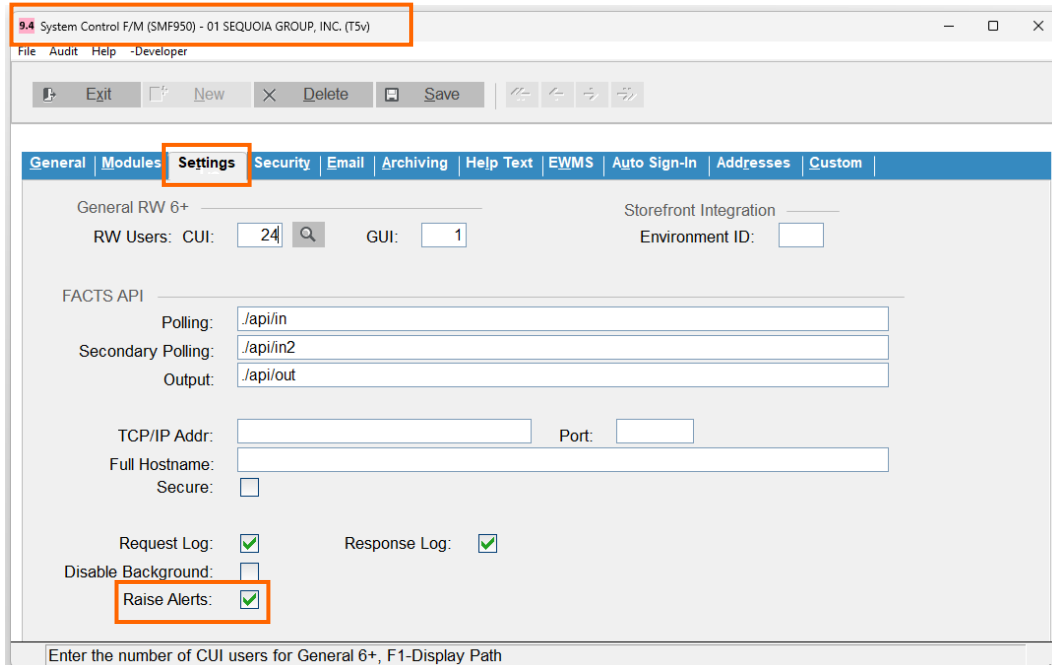 9.4 System Control F/M (SMF950) - 01 SEQUOIA GROUP, INC. (T5v)
File Audit Help -Developer
Exit New Delete Save
General Modules Settings Security Email Archiving Help Text EWMS Auto Sign-In Addresses Custom
General RW 6+ Storefront Integration
RW Users: CUI: 24 GUI: 1 Environment ID:
FACTS API
Polling: ./api/in
Secondary Polling: ./api/in2
Output: ./api/out
TCP/IP Addr: Port:
Full Hostname:
Secure:
Request Log: Response Log:
Disable Background:
Raise Alerts:
Enter the number of CUI users for General 6+, F1-Display Path